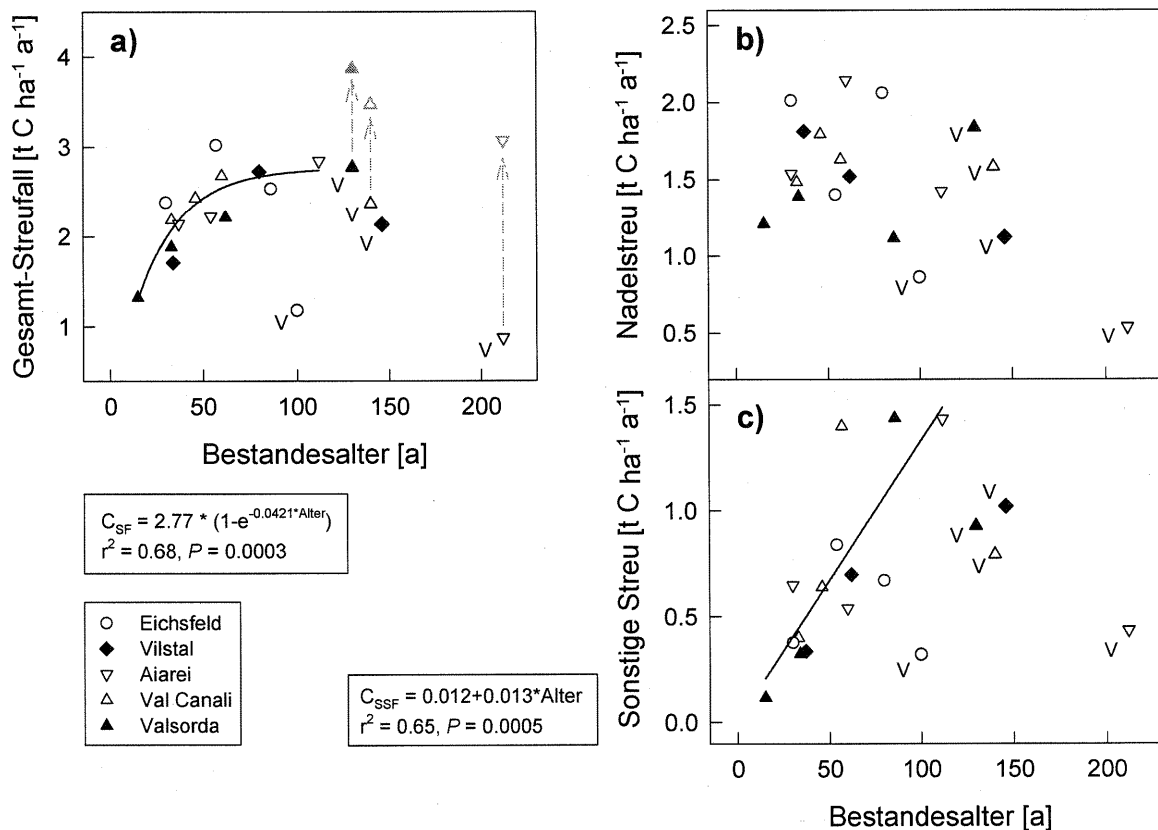 a)
Gesamt-Streufall [t C ha⁻¹ a⁻¹]
4
3
2
1
V
V
V
V
V
0 50 100 150 200
Bestandesalter [a]
C_SF = 2.77 * (1-e^-0.0421*Alter)
r² = 0.68, P = 0.0003
Eichsfeld
Vilstal
Aiarei
Val Canali
Valsorda
C_SSF = 0.012+0.013*Alter
r² = 0.65, P = 0.0005
b)
Nadelstreu [t C ha⁻¹ a⁻¹]
2.5
2.0
1.5
1.0
0.5
V
V
V
V
V
c)
Sonstige Streu [t C ha⁻¹ a⁻¹]
1.5
1.0
0.5
0.0
V
V
V
V
V
0 50 100 150 200
Bestandesalter [a]